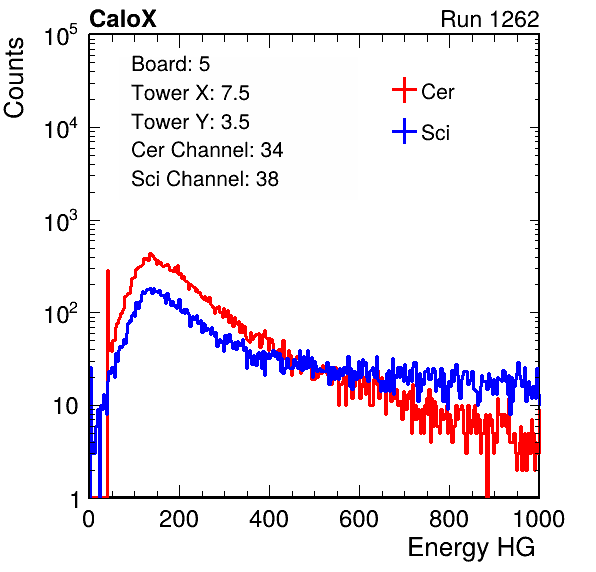 CaloX Run 1262
Counts
10^5
10^4
10^3
10^2
10
1
Board: 5
Tower X: 7.5
Tower Y: 3.5
Cer Channel: 34
Sci Channel: 38
Cer
Sci
0 200 400 600 800 1000
Energy HG